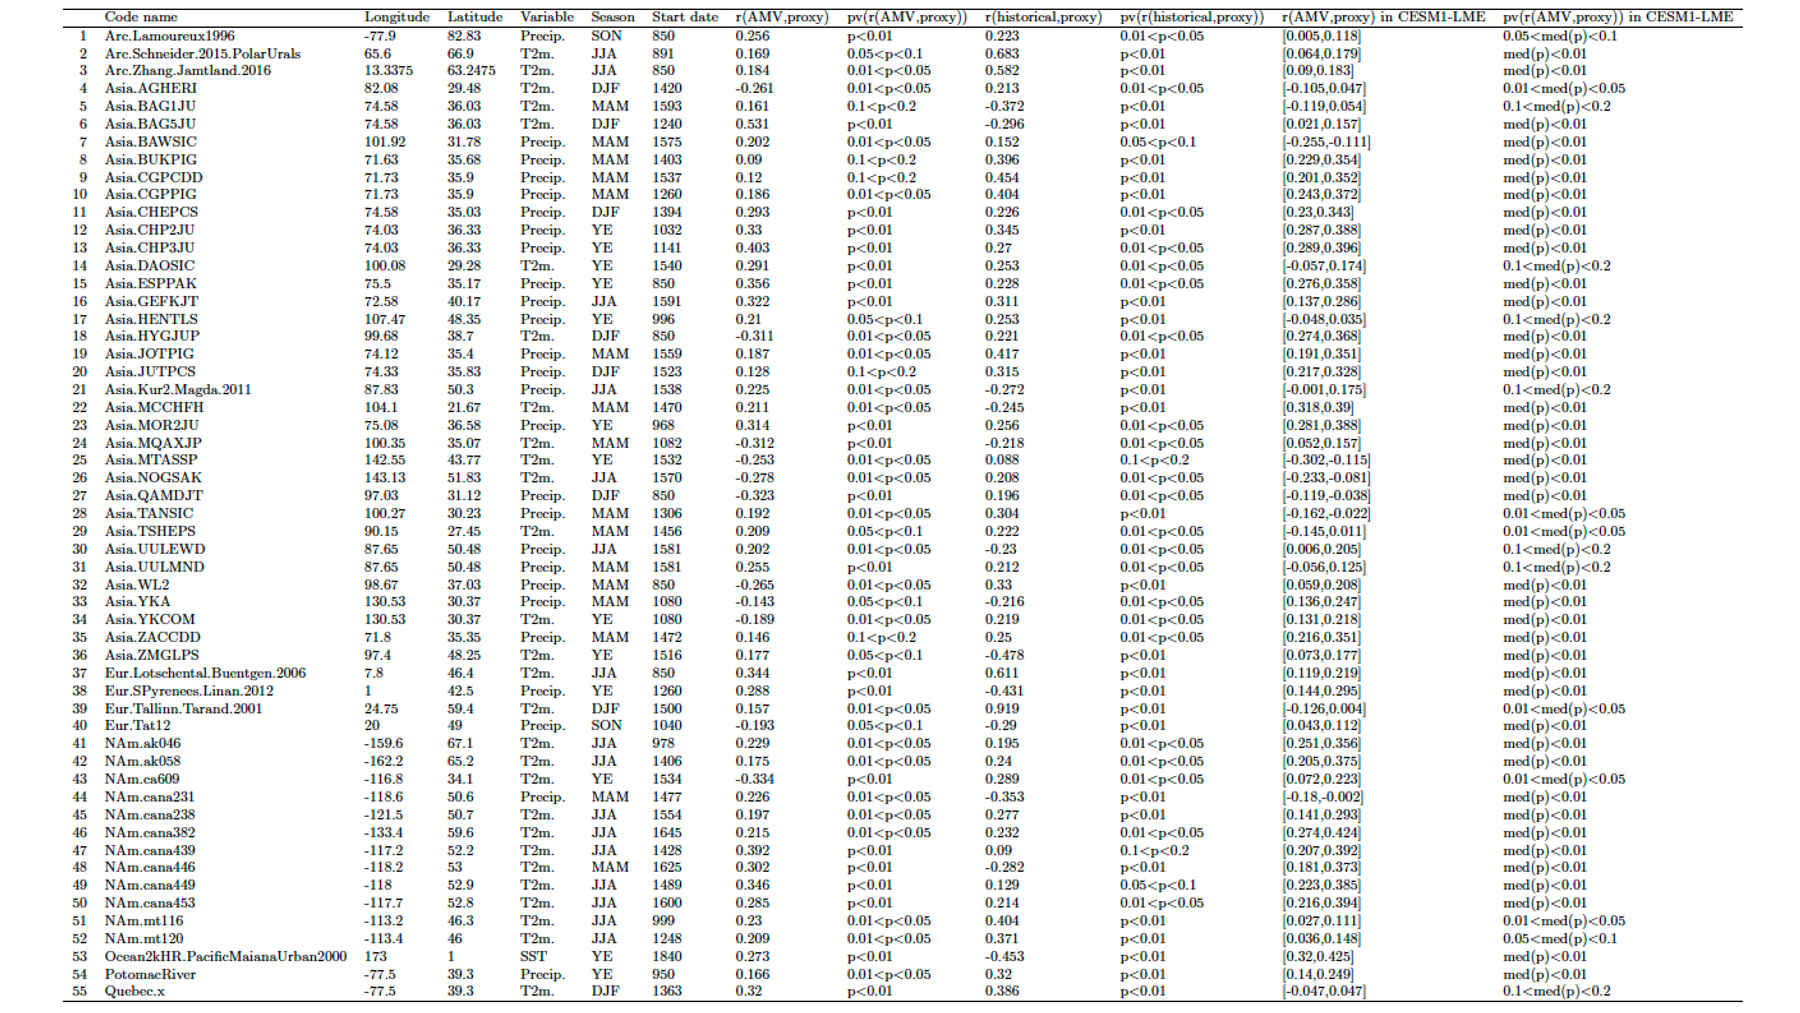 Code name Longitude Latitude Variable Season Start date r(AMV,proxy) pv(r(AMV,proxy)) r(historical,proxy) pv(r(historical,proxy)) r(AMV,proxy) in CESM1-LME pv(r(AMV,proxy)) in CESM1-LME
1 Arc.Lamoureux1996 -77.9 82.83 Precip. SON 850 0.256 p<0.01 0.223 0.01<p<0.05 [0.005,0.118] 0.05<med(p)<0.1
2 Arc.Schneider.2015.PolarUrals 65.6 66.9 T2m. JJA 891 0.169 0.05<p<0.1 0.683 p<0.01 [0.064,0.179] med(p)<0.01
3 Arc.Zhang.Jamtland.2016 13.3375 63.2475 T2m. JJA 850 0.184 0.01<p<0.05 0.582 p<0.01 [0.09,0.183] med(p)<0.01
4 Asia.AGHERI 82.08 29.48 T2m. DJF 1420 -0.261 0.01<p<0.05 0.213 0.01<p<0.05 [-0.105,0.047] 0.01<med(p)<0.05
5 Asia.BAG1JU 74.58 36.03 T2m. MAM 1593 0.161 0.1<p<0.2 -0.372 p<0.01 [-0.119,0.054] 0.1<med(p)<0.2
6 Asia.BAG5JU 74.58 36.03 T2m. DJF 1240 0.531 p<0.01 -0.296 p<0.01 [0.021,0.157] med(p)<0.01
7 Asia.BAWSIC 101.92 31.78 Precip. MAM 1575 0.202 0.01<p<0.05 0.152 0.05<p<0.1 [-0.255,-0.111] med(p)<0.01
8 Asia.BUKPIG 71.63 35.68 Precip. MAM 1403 0.09 0.1<p<0.2 0.396 p<0.01 [0.229,0.354] med(p)<0.01
9 Asia.CGPCDD 71.73 35.9 Precip. MAM 1537 0.12 0.1<p<0.2 0.454 p<0.01 [0.201,0.352] med(p)<0.01
10 Asia.CGPPIG 71.73 35.9 Precip. MAM 1260 0.186 0.01<p<0.05 0.404 p<0.01 [0.243,0.372] med(p)<0.01
11 Asia.CHEPCS 74.58 35.03 Precip. DJF 1394 0.293 p<0.01 0.226 0.01<p<0.05 [0.23,0.343] med(p)<0.01
12 Asia.CHP2JU 74.03 36.33 Precip. YE 1032 0.33 p<0.01 0.345 p<0.01 [0.287,0.388] med(p)<0.01
13 Asia.CHP3JU 74.03 36.33 Precip. YE 1141 0.403 p<0.01 0.27 0.01<p<0.05 [0.289,0.396] med(p)<0.01
14 Asia.DAOSIC 100.08 29.28 T2m. YE 1540 0.291 p<0.01 0.253 0.01<p<0.05 [-0.057,0.174] 0.1<med(p)<0.2
15 Asia.ESPPAK 75.5 35.17 Precip. YE 850 0.356 p<0.01 0.228 0.01<p<0.05 [0.276,0.358] med(p)<0.01
16 Asia.GEFKJT 72.58 40.17 Precip. JJA 1591 0.322 p<0.01 0.311 p<0.01 [0.137,0.286] med(p)<0.01
17 Asia.HENTLS 107.47 48.35 Precip. YE 996 0.21 0.05<p<0.1 0.253 p<0.01 [-0.048,0.035] 0.1<med(p)<0.2
18 Asia.HYGJUP 99.68 38.7 T2m. DJF 850 -0.311 0.01<p<0.05 0.221 0.01<p<0.05 [0.274,0.368] med(p)<0.01
19 Asia.JOTPIG 74.12 35.4 Precip. MAM 1559 0.187 0.01<p<0.05 0.417 p<0.01 [0.191,0.351] med(p)<0.01
20 Asia.JUTPCS 74.33 35.83 Precip. DJF 1523 0.128 0.1<p<0.2 0.315 p<0.01 [0.217,0.328] med(p)<0.01
21 Asia.Kur2.Magda.2011 87.83 50.3 Precip. JJA 1538 0.225 0.01<p<0.05 -0.272 p<0.01 [-0.001,0.175] 0.1<med(p)<0.2
22 Asia.MCCHFH 104.1 21.67 T2m. MAM 1470 0.211 0.01<p<0.05 -0.245 p<0.01 [0.318,0.39] med(p)<0.01
23 Asia.MOR2JU 75.08 36.58 Precip. YE 968 0.314 p<0.01 0.256 0.01<p<0.05 [0.281,0.388] med(p)<0.01
24 Asia.MQAXJP 100.35 35.07 T2m. MAM 1082 -0.312 p<0.01 -0.218 0.01<p<0.05 [0.052,0.157] med(p)<0.01
25 Asia.MTASSP 142.55 43.77 T2m. YE 1532 -0.253 0.01<p<0.05 0.088 0.1<p<0.2 [-0.302,-0.115] med(p)<0.01
26 Asia.NOGSAK 143.13 51.83 T2m. JJA 1570 -0.278 0.01<p<0.05 0.208 0.01<p<0.05 [-0.233,-0.081] med(p)<0.01
27 Asia.QAMDJT 97.03 31.12 Precip. DJF 850 -0.323 p<0.01 0.196 0.01<p<0.05 [-0.119,-0.038] med(p)<0.01
28 Asia.TANSIC 100.27 30.23 Precip. MAM 1306 0.192 0.01<p<0.05 0.304 p<0.01 [-0.162,-0.022] 0.01<med(p)<0.05
29 Asia.TSHEPS 90.15 27.45 T2m. MAM 1456 0.209 0.05<p<0.1 0.222 0.01<p<0.05 [-0.145,0.011] 0.01<med(p)<0.05
30 Asia.UULEWD 87.65 50.48 Precip. JJA 1581 0.202 0.01<p<0.05 -0.23 0.01<p<0.05 [0.006,0.205] 0.1<med(p)<0.2
31 Asia.UULMND 87.65 50.48 Precip. MAM 1581 0.255 p<0.01 0.212 0.01<p<0.05 [-0.056,0.125] 0.1<med(p)<0.2
32 Asia.WL2 98.67 37.03 Precip. MAM 850 -0.265 0.01<p<0.05 0.33 p<0.01 [0.059,0.208] med(p)<0.01
33 Asia.YKA 130.53 30.37 Precip. MAM 1080 -0.143 0.05<p<0.1 -0.216 0.01<p<0.05 [0.136,0.247] med(p)<0.01
34 Asia.YKCOM 130.53 30.37 T2m. YE 1080 -0.189 0.01<p<0.05 0.219 0.01<p<0.05 [0.131,0.218] med(p)<0.01
35 Asia.ZACCDD 71.8 35.35 Precip. MAM 1472 0.146 0.1<p<0.2 0.25 0.01<p<0.05 [0.216,0.351] med(p)<0.01
36 Asia.ZMGLPS 97.4 48.25 T2m. YE 1516 0.177 0.05<p<0.1 -0.478 p<0.01 [0.073,0.177] med(p)<0.01
37 Eur.Lotschental.Buentgen.2006 7.8 46.4 T2m. JJA 850 0.344 p<0.01 0.611 p<0.01 [0.119,0.219] med(p)<0.01
38 Eur.SPyrenees.Linan.2012 1 42.5 Precip. YE 1260 0.288 p<0.01 -0.431 p<0.01 [0.144,0.295] med(p)<0.01
39 Eur.Tallinn.Tarand.2001 24.75 59.4 T2m. DJF 1500 0.157 0.01<p<0.05 0.919 p<0.01 [-0.126,0.004] 0.01<med(p)<0.05
40 Eur.Tat12 20 49 Precip. SON 1040 -0.193 0.05<p<0.1 -0.29 p<0.01 [0.043,0.112] med(p)<0.01
41 NAm.ak046 -159.6 67.1 T2m. JJA 978 0.229 0.01<p<0.05 0.195 0.01<p<0.05 [0.251,0.356] med(p)<0.01
42 NAm.ak058 -162.2 65.2 T2m. JJA 1406 0.175 0.01<p<0.05 0.24 0.01<p<0.05 [0.205,0.375] med(p)<0.01
43 NAm.ca609 -116.8 34.1 T2m. YE 1534 -0.334 p<0.01 0.289 0.01<p<0.05 [0.072,0.223] 0.01<med(p)<0.05
44 NAm.cana231 -118.6 50.6 Precip. MAM 1477 0.226 0.01<p<0.05 -0.353 p<0.01 [-0.18,-0.002] med(p)<0.01
45 NAm.cana238 -121.5 50.7 T2m. JJA 1554 0.197 0.01<p<0.05 0.277 p<0.01 [0.141,0.293] med(p)<0.01
46 NAm.cana382 -133.4 59.6 T2m. JJA 1645 0.215 0.01<p<0.05 0.232 0.01<p<0.05 [0.274,0.424] med(p)<0.01
47 NAm.cana439 -117.2 52.2 T2m. JJA 1428 0.392 p<0.01 0.09 0.1<p<0.2 [0.207,0.392] med(p)<0.01
48 NAm.cana446 -118.2 53 T2m. MAM 1625 0.302 p<0.01 -0.282 p<0.01 [0.181,0.373] med(p)<0.01
49 NAm.cana449 -118 52.9 T2m. JJA 1489 0.346 p<0.01 0.129 0.05<p<0.1 [0.223,0.385] med(p)<0.01
50 NAm.cana453 -117.7 52.8 T2m. JJA 1600 0.285 p<0.01 0.214 0.01<p<0.05 [0.216,0.394] med(p)<0.01
51 NAm.mt116 -113.2 46.3 T2m. JJA 999 0.23 0.01<p<0.05 0.404 p<0.01 [0.027,0.111] 0.01<med(p)<0.05
52 NAm.mt120 -113.4 46 T2m. JJA 1248 0.209 0.01<p<0.05 0.371 p<0.01 [0.036,0.148] 0.05<med(p)<0.1
53 Ocean2kHR.PacificMaianaUrban2000 173 1 SST YE 1840 0.273 p<0.01 -0.453 p<0.01 [0.32,0.425] med(p)<0.01
54 PotomacRiver -77.5 39.3 Precip. YE 950 0.166 0.01<p<0.05 0.32 p<0.01 [0.14,0.249] med(p)<0.01
55 Quebec.x -77.5 39.3 T2m. DJF 1363 0.32 p<0.01 0.386 p<0.01 [-0.047,0.047] 0.1<med(p)<0.2